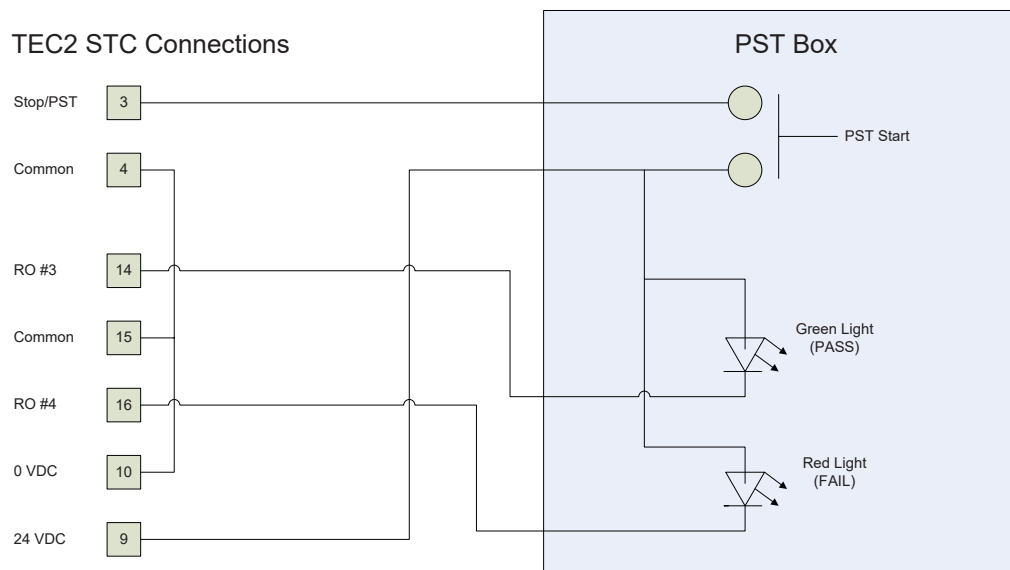 TEC2 STC Connections
PST Box
Stop/PST 3
PST Start
Common 4
RO #3 14
Common 15
Green Light
(PASS)
RO #4 16
0 VDC 10
Red Light
(FAIL)
24 VDC 9